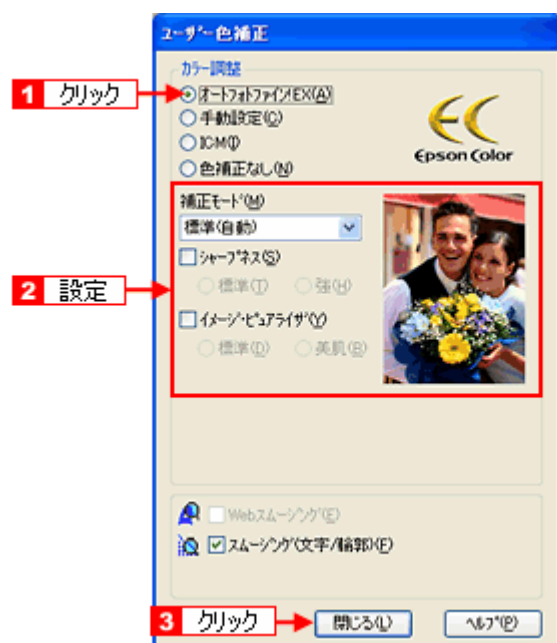 ユーザー色補正
カラー調整
1 クリック
オートフォトファイン!EX(A)
手動設定(C)
ICM(I)
色補正なし(N)
EPSON Color
補正モード(M)
標準(自動)
シャープネス(S)
標準(T) 強(H)
2 設定
イメージ・ピュアライザ(Y)
標準(D) 美肌(B)
Webスムージング(E)
スムージング(文字/輪郭)(F)
3 クリック
閉じる(L) ヘルプ(P)